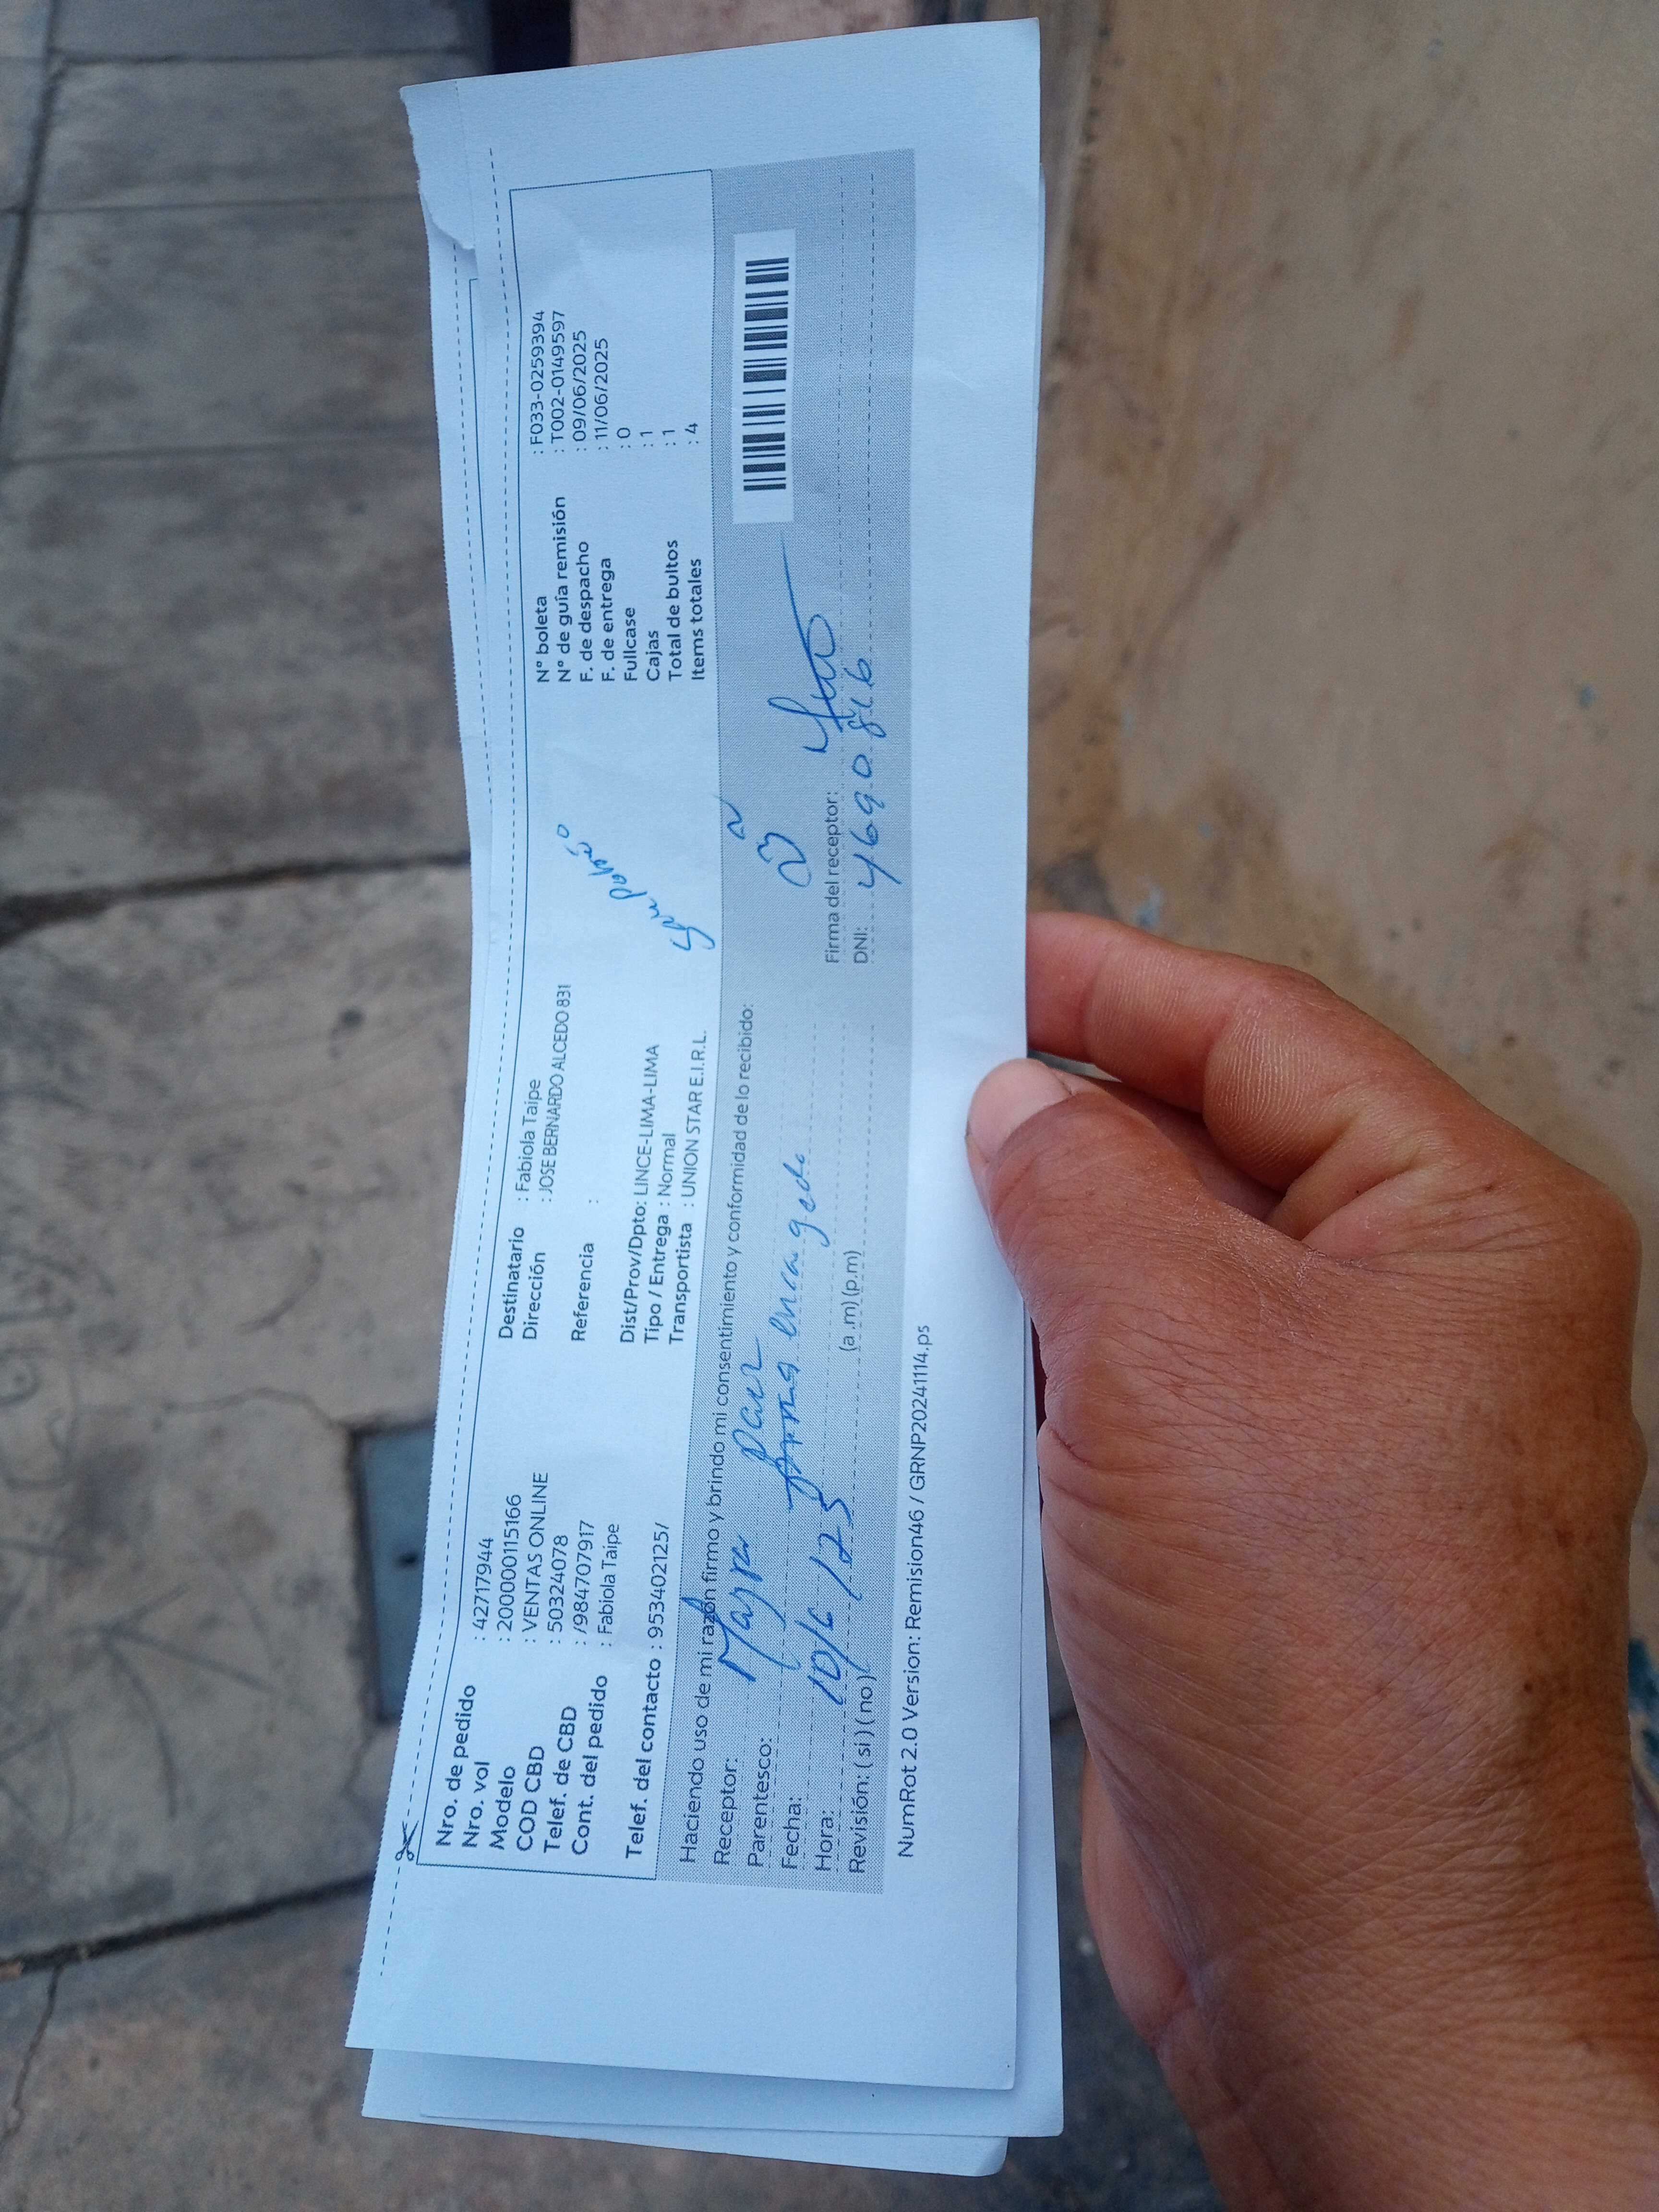 Nro. de pedido : 42717944
Nro. vol : 200000115166
Modelo : VENTAS ONLINE
COD CBD : 50324078
Telef. de CBD : /984707917
Cont. del pedido : Fabiola Taipe
Telef. del contacto : 953402125/
Destinatario : Fabiola Taipe
Dirección : JOSE BERNARDO ALCEDO 831
Referencia :
Dist/Prov/Dpto: LINCE-LIMA-LIMA
Tipo / Entrega : Normal
Transportista : UNION STAR E.I.R.L.
N° boleta : F033-0259394
N° de guía remisión : T002-0149597
F. de despacho : 09/06/2025
F. de entrega : 11/06/2025
Fullcase : 0
Cajas : 1
Total de bultos : 1
Items totales : 4
Haciendo uso de mi razón firmo y brindo mi consentimiento y conformidad de lo recibido:
Receptor:
Parentesco:
Fecha: 10/6/25
Hora: (a .m) (p.m)
Revisión: ( si ) ( no )
Firma del receptor:
DNI:
NumRot 2.0 Version: Remision46 / GRNP20241114.ps